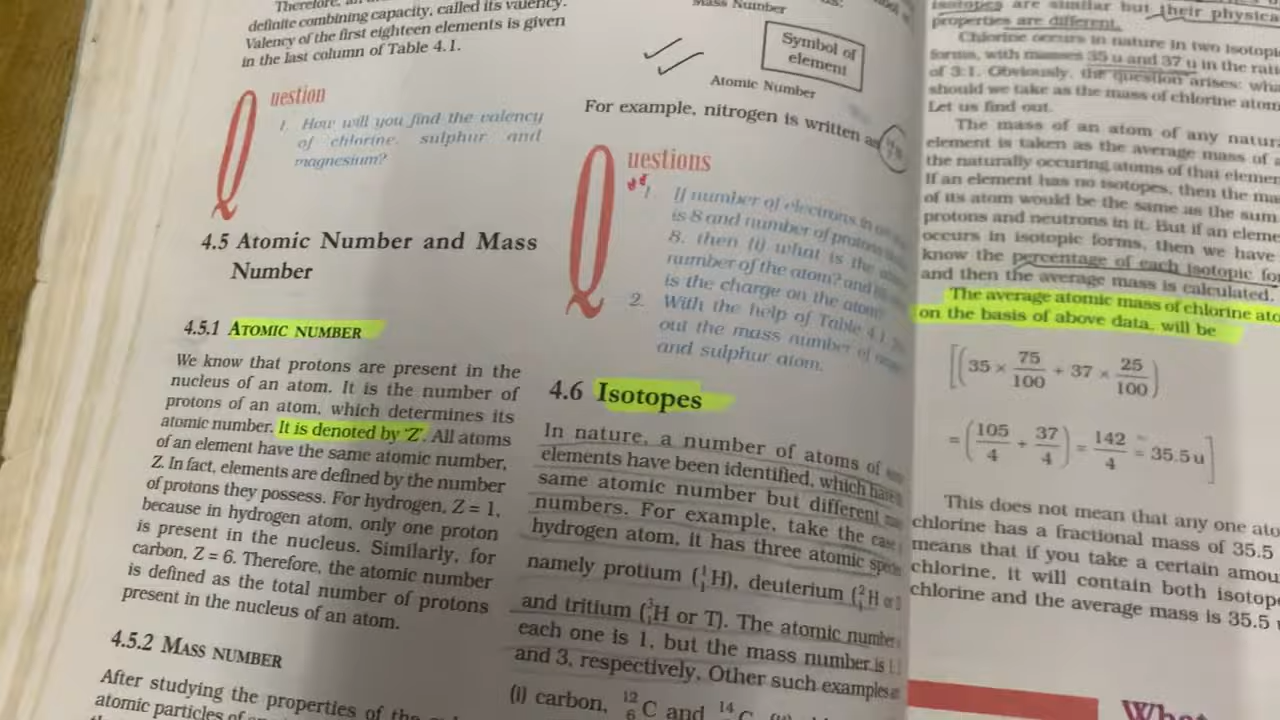 Therefore, an
definite combining capacity, called its valency.
Valency of the first eighteen elements is given
in the last column of Table 4.1.
Question
1. How will you find the valency
of chlorine, sulphur and
magnesium?
4.5 Atomic Number and Mass
Number
4.5.1 ATOMIC NUMBER
We know that protons are present in the
nucleus of an atom. It is the number of
protons of an atom, which determines its
atomic number. It is denoted by ‘Z’. All atoms
of an element have the same atomic number,
Z. In fact, elements are defined by the number
of protons they possess. For hydrogen, Z = 1,
because in hydrogen atom, only one proton
is present in the nucleus. Similarly, for
carbon, Z = 6. Therefore, the atomic number
is defined as the total number of protons
present in the nucleus of an atom.
4.5.2 MASS NUMBER
After studying the properties of the
atomic particles of
Mass Number
Symbol of
element
Atomic Number
For example, nitrogen is written as
Questions
1. If number of electrons in
is 8 and number of protons
8, then (i) what is the
number of the atom? and
is the charge on the atom
2. With the help of Table 4.1,
out the mass number of
and sulphur atom.
4.6 Isotopes
In nature, a number of atoms of
elements have been identified, which have
same atomic number but different
numbers. For example, take the case
hydrogen atom, it has three atomic species
namely protium (¹₁H), deuterium (²₁H or
and tritium (³₁H or T). The atomic number
each one is 1, but the mass number is 1,
and 3, respectively. Other such examples
(i) carbon, ¹²₆C and ¹⁴C,
isotopes are similar but their physical
properties are different.
Chlorine occurs in nature in two isotopic
forms, with masses 35 u and 37 u in the ratio
of 3:1. Obviously, the question arises: what
should we take as the mass of chlorine atom
Let us find out.
The mass of an atom of any natural
element is taken as the average mass of
the naturally occuring atoms of that element
If an element has no isotopes, then the mass
of its atom would be the same as the sum
protons and neutrons in it. But if an element
occurs in isotopic forms, then we have
know the percentage of each isotopic form
and then the average mass is calculated.
The average atomic mass of chlorine atom
on the basis of above data, will be
[(35 × 75/100 + 37 × 25/100)
= (105/4 + 37/4) = 142/4 = 35.5 u]
This does not mean that any one atom
chlorine has a fractional mass of 35.5
means that if you take a certain amount
chlorine, it will contain both isotopes
chlorine and the average mass is 35.5 u